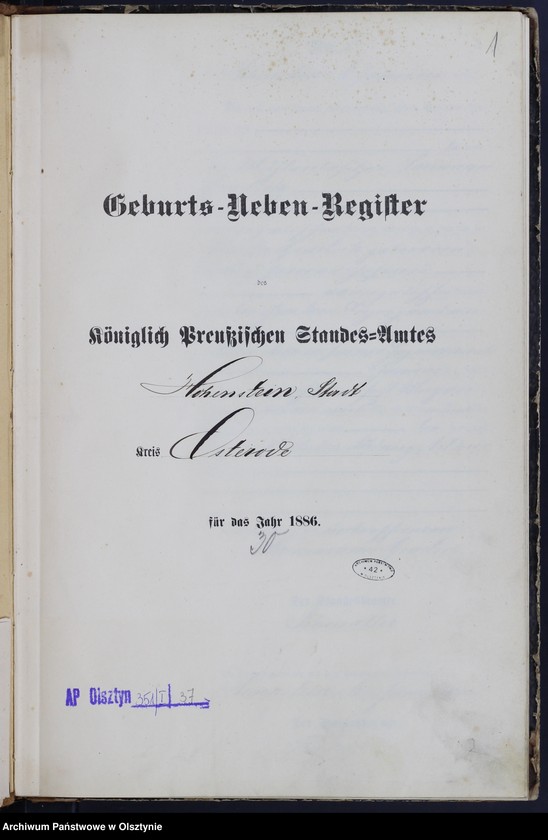 1
Geburts-Neben-Register
des
Königlich Preußischen Standes-Amtes
Hohenstein, Stadt
Kreis Osterode
für das Jahr 1886.
30
* 42 *
AP Olsztyn 351/I/37
Archiwum Państwowe w Olsztynie